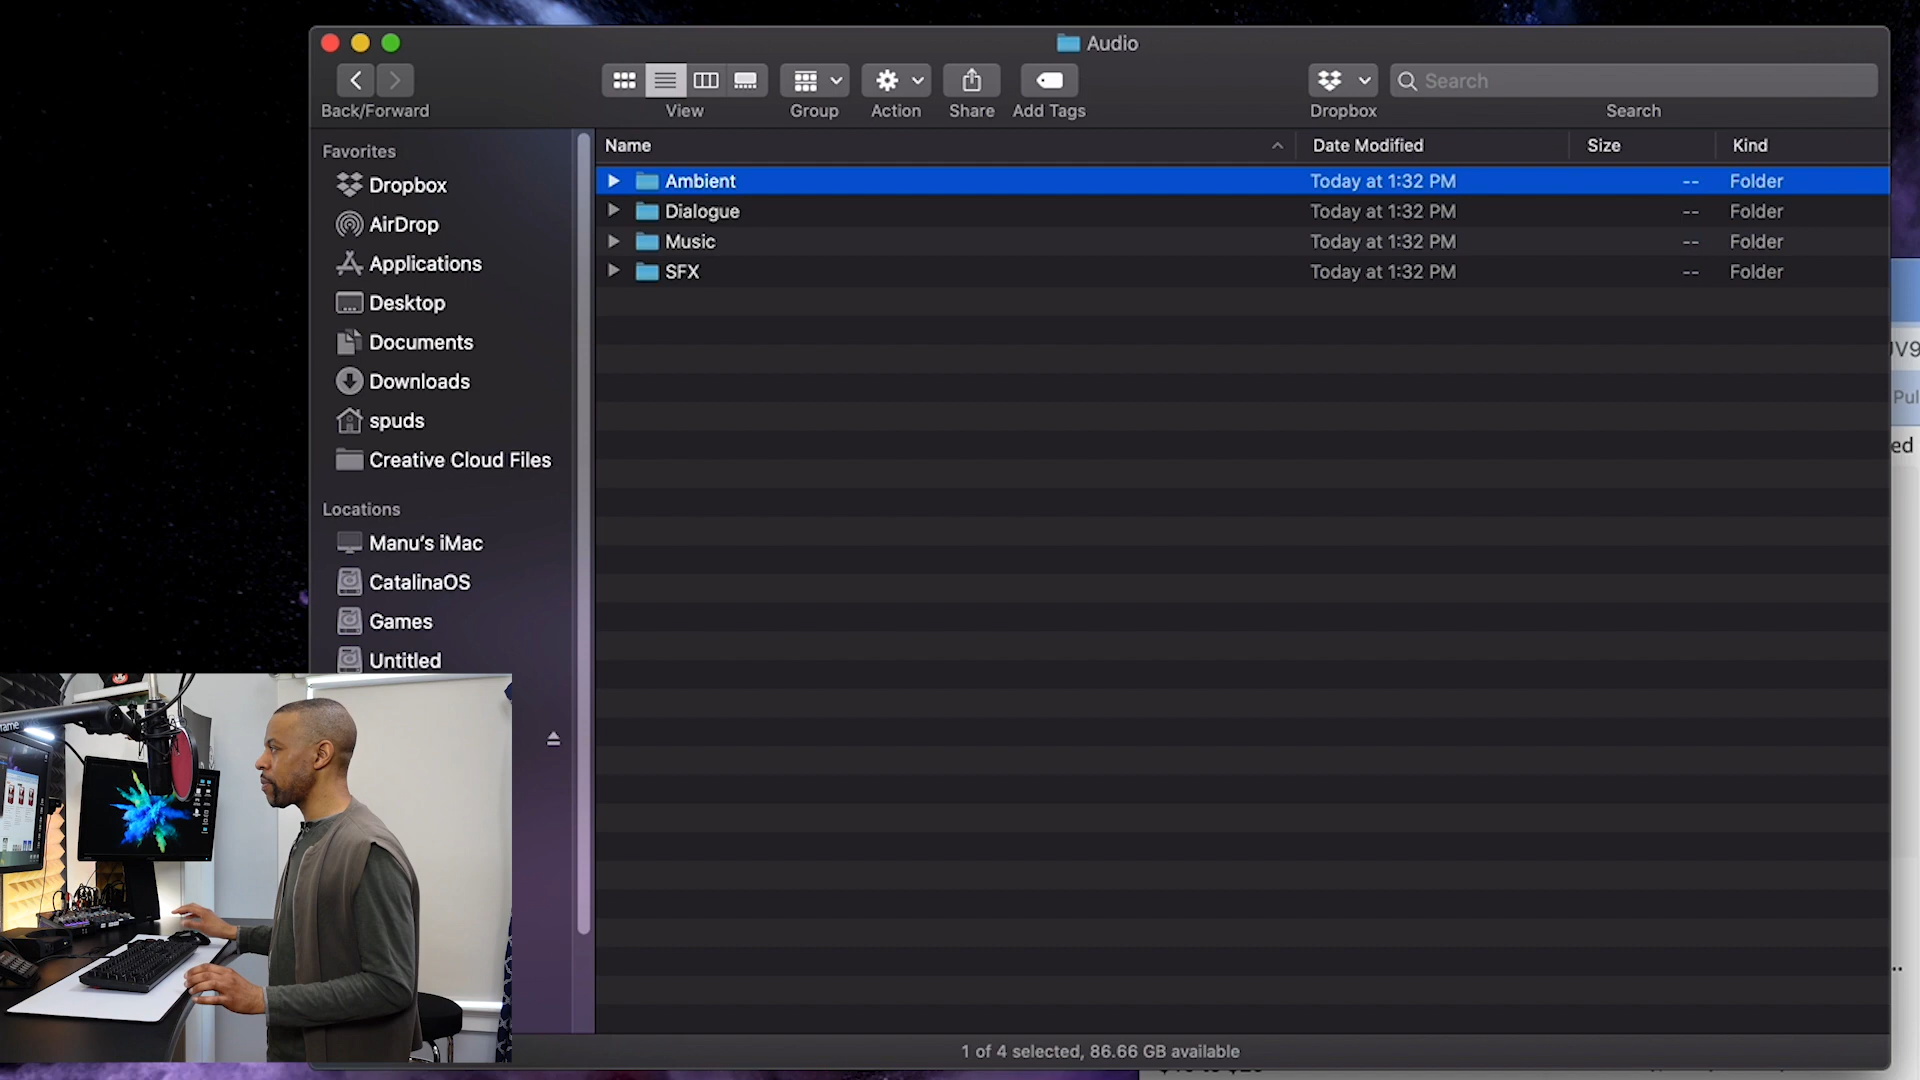 Audio
Back/Forward
View
Group
Action
Share
Add Tags
Dropbox
Search
Search
Favorites
Dropbox
AirDrop
Applications
Desktop
Documents
Downloads
spuds
Creative Cloud Files
Locations
Manu’s iMac
CatalinaOS
Games
Untitled
Name Date Modified Size Kind
Ambient Today at 1:32 PM -- Folder
Dialogue Today at 1:32 PM -- Folder
Music Today at 1:32 PM -- Folder
SFX Today at 1:32 PM -- Folder
1 of 4 selected, 86.66 GB available
Pul
ed